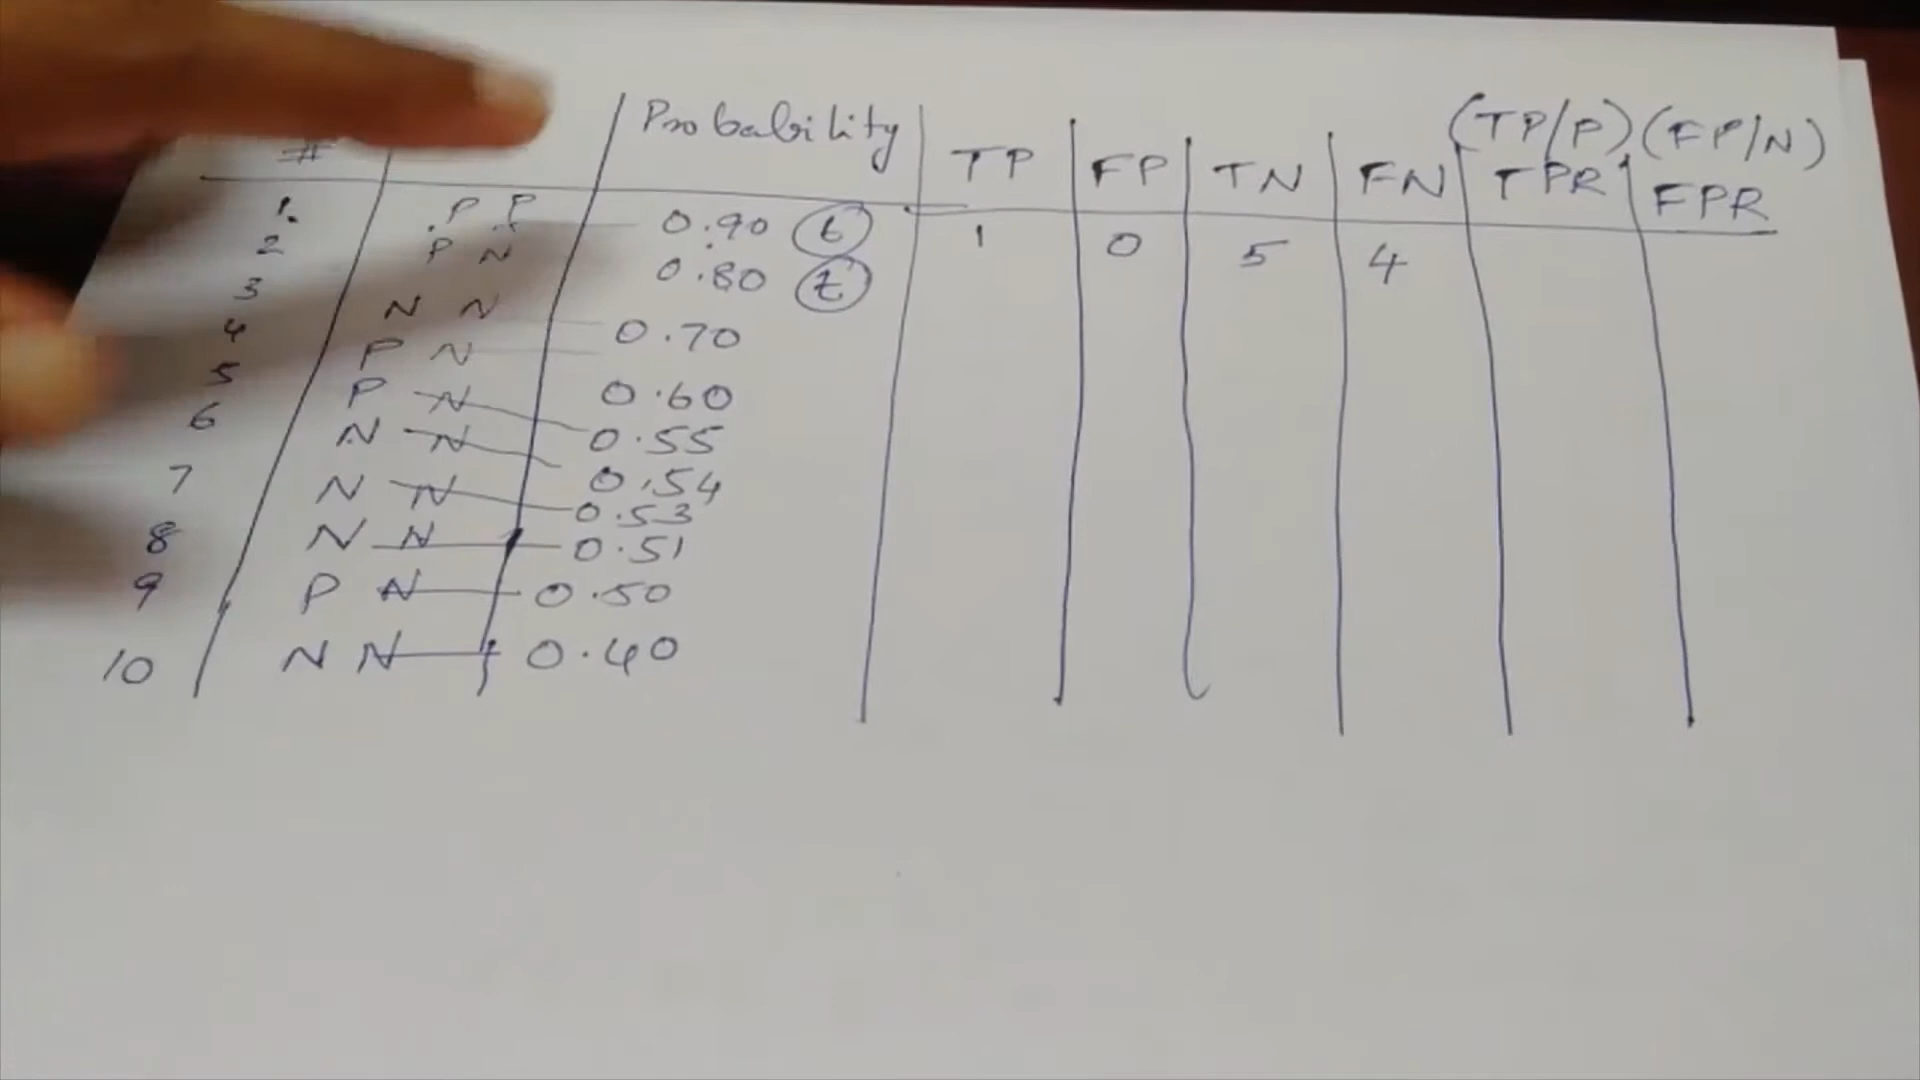 # Probability TP FP TN FN (TP/P) TPR (FP/N) FPR
1. P P 0.90 t 1 0 5 4
2 P N 0.80 t
3 N N 0.70
4 P N 0.60
5 P N 0.55
6 N N 0.54
7 N N 0.53
8 N N 0.51
9 P N 0.50
10 N N 0.40